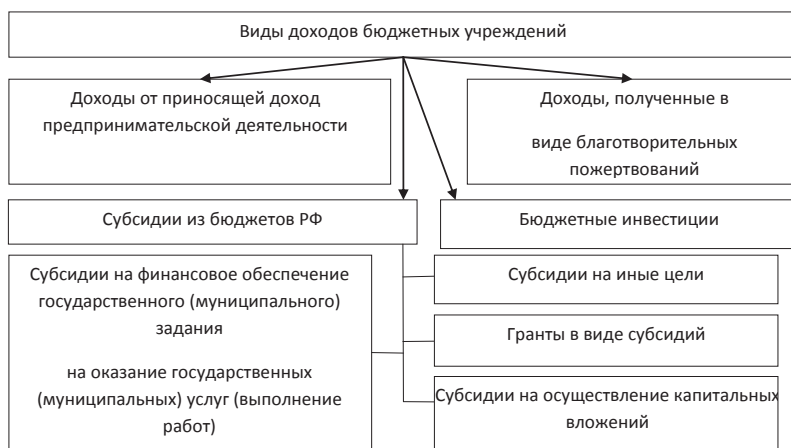 Виды доходов бюджетных учреждений
Доходы от приносящей доход
предпринимательской деятельности
Доходы, полученные в
виде благотворительных
пожертвований
Субсидии из бюджетов РФ
Бюджетные инвестиции
Субсидии на финансовое обеспечение
государственного (муниципального)
задания
на оказание государственных
(муниципальных) услуг (выполнение
работ)
Субсидии на иные цели
Гранты в виде субсидий
Субсидии на осуществление капитальных
вложений